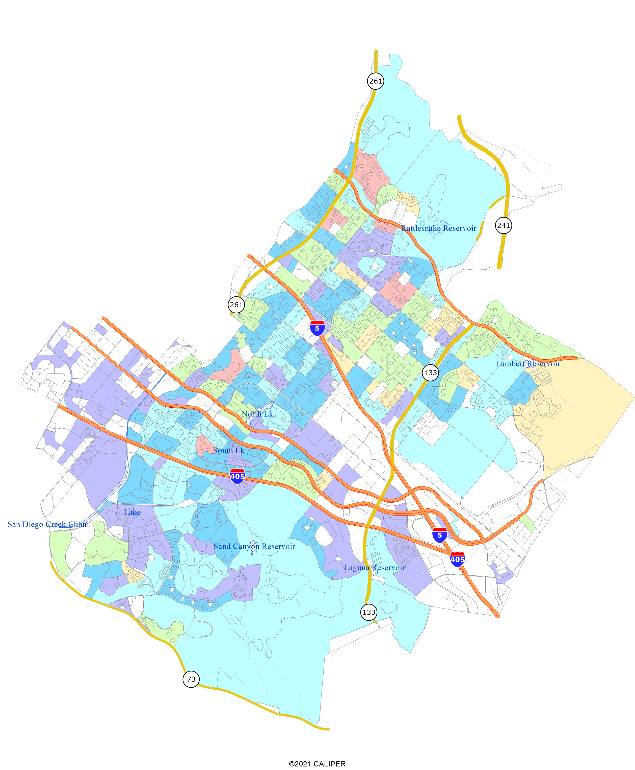 261
241
Rattlesnake Reservoir
261
5
Lambert Reservoir
133
North Lk
South Lk
405
Lake
San Diego Creek Chnn
5
Sand Canyon Reservoir
405
Laguna Reservoir
133
73
©2021 CALIPER